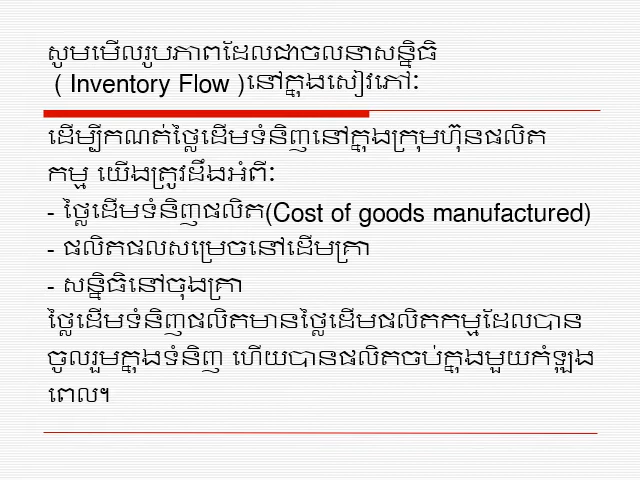 សូមមើលរូបភាពដែលជាចលនាសន្និធិ
( Inventory Flow )នៅក្នុងសៀវភៅៈ
ដើម្បីកណត់ថ្លៃដើមទំនិញនៅក្នុងក្រុមហ៊ុនផលិត
កម្ម យើងត្រូវដឹងអំពីៈ
- ថ្លៃដើមទំនិញផលិត(Cost of goods manufactured)
- ផលិតផលសម្រេចនៅដើមគ្រា
- សន្និធិនៅចុងគ្រា
ថ្លៃដើមទំនិញផលិតមានថ្លៃដើមផលិតកម្មដែលបាន
ចូលរួមក្នុងទំនិញ ហើយបានផលិតចប់ក្នុងមួយកំឡុង
ពេល។